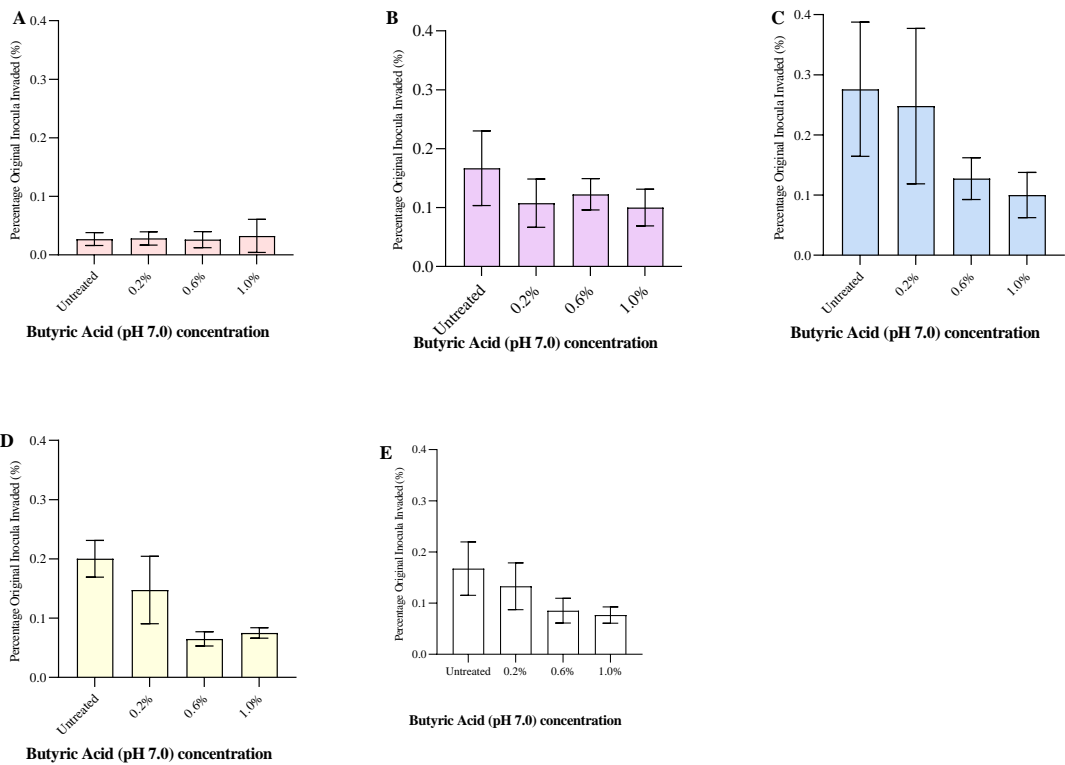 A
Percentage Original Inocula Invaded (%)
0.4
0.3
0.2
0.1
0.0
Untreated
0.2%
0.6%
1.0%
Butyric Acid (pH 7.0) concentration
B
Percentage Original Inocula Invaded (%)
0.4
0.3
0.2
0.1
0.0
Untreated
0.2%
0.6%
1.0%
Butyric Acid (pH 7.0) concentration
C
Percentage Original Inocula Invaded (%)
0.4
0.3
0.2
0.1
0.0
Untreated
0.2%
0.6%
1.0%
Butyric Acid (pH 7.0) concentration
D
Percentage Original Inocula Invaded (%)
0.4
0.3
0.2
0.1
0.0
Untreated
0.2%
0.6%
1.0%
Butyric Acid (pH 7.0) concentration
E
Percentage Original Inocula Invaded (%)
0.4
0.3
0.2
0.1
0.0
Untreated 0.2% 0.6% 1.0%
Butyric Acid (pH 7.0) concentration